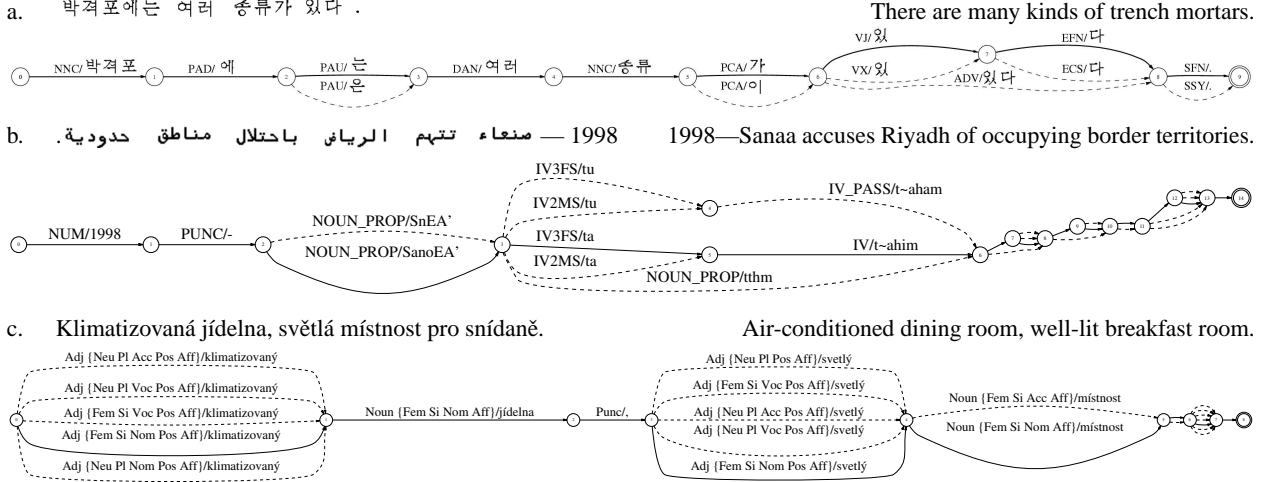 a. 박격포에는 여러 종류가 있다 . There are many kinds of trench mortars.
VJ/있 7 EFN/다
0 NNC/박격포 1 PAD/에 2 PAU/는 3 DAN/여러 4 NNC/종류 5 PCA/가 6 VX/있 ADV/있다 ECS/다 8 SFN/. 9
PAU/은 PCA/이 SSY/.
b. 1998 — صنعاء تتهم الرياض باحتلال مناطق حدودية. 1998—Sanaa accuses Riyadh of occupying border territories.
IV3FS/tu
IV_PASS/t~aham
IV2MS/tu
NOUN_PROP/SnEA’
NUM/1998 PUNC/-
IV3FS/ta
NOUN_PROP/SanoEA’
IV/t~ahim
IV2MS/ta
NOUN_PROP/tthm
c. Klimatizovaná jídelna, světlá místnost pro snídaně. Air-conditioned dining room, well-lit breakfast room.
Adj {Neu Pl Acc Pos Aff}/klimatizovaný Adj {Neu Pl Pos Aff}/svetlý
Adj {Neu Pl Voc Pos Aff}/klimatizovaný Adj {Fem Si Voc Pos Aff}/svetlý
Noun {Fem Si Acc Aff}/místnost
Adj {Fem Si Voc Pos Aff}/klimatizovaný Noun {Fem Si Nom Aff}/jídelna Punc/, Adj {Neu Pl Acc Pos Aff}/svetlý
Adj {Fem Si Nom Pos Aff}/klimatizovaný Adj {Neu Pl Voc Pos Aff}/svetlý Noun {Fem Si Nom Aff}/místnost
Adj {Neu Pl Nom Pos Aff}/klimatizovaný Adj {Fem Si Nom Pos Aff}/svetlý